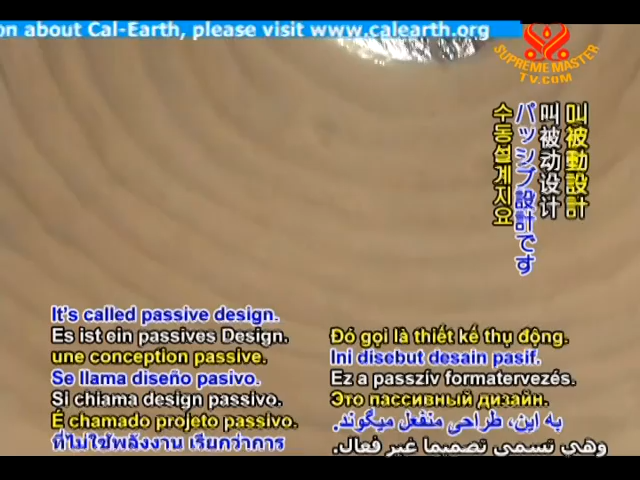 on about Cal-Earth, please visit www.calearth.org
SUPREME MASTER
TV.COM
叫被動設計
叫被动设计
パッシブ設計です
수동설계지요
It's called passive design.
Es ist ein passives Design.
une conception passive.
Se llama diseño pasivo.
Si chiama design passivo.
É chamado projeto passivo.
ที่ไม่ใช้พลังงาน เรียกว่าการ
Đó gọi là thiết kế thụ động.
Ini disebut desain pasif.
Ez a passzív formatervezés.
Это пассивный дизайн.
به این، طراحی منفعل میگوند.
وهي تسمى تصميما غير فعال.